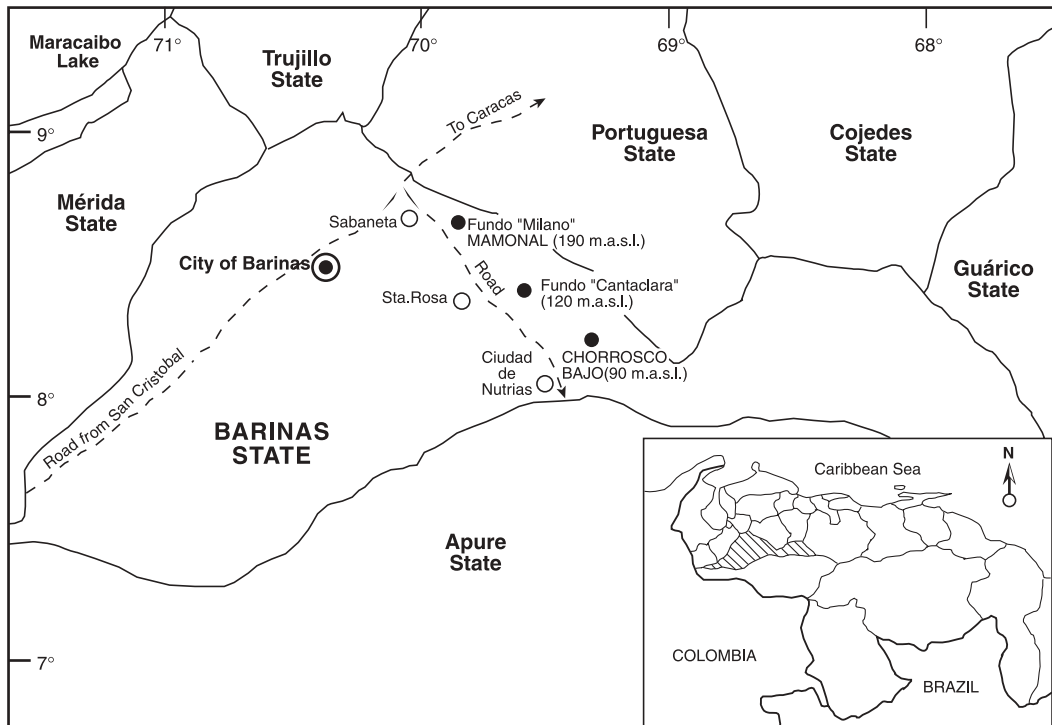 Maracaibo
Lake
71°
Trujillo
State
70°
69°
68°
To Caracas
9°
Portuguesa
State
Cojedes
State
Mérida
State
Sabaneta
Fundo "Milano"
MAMONAL (190 m.a.s.l.)
City of Barinas
Road
Guárico
State
Sta.Rosa
Fundo "Cantaclara"
(120 m.a.s.l.)
Ciudad
de
Nutrias
CHORROSCO
BAJO(90 m.a.s.l.)
8°
Road from San Cristobal
BARINAS
STATE
Apure
State
7°
Caribbean Sea
N
COLOMBIA
BRAZIL